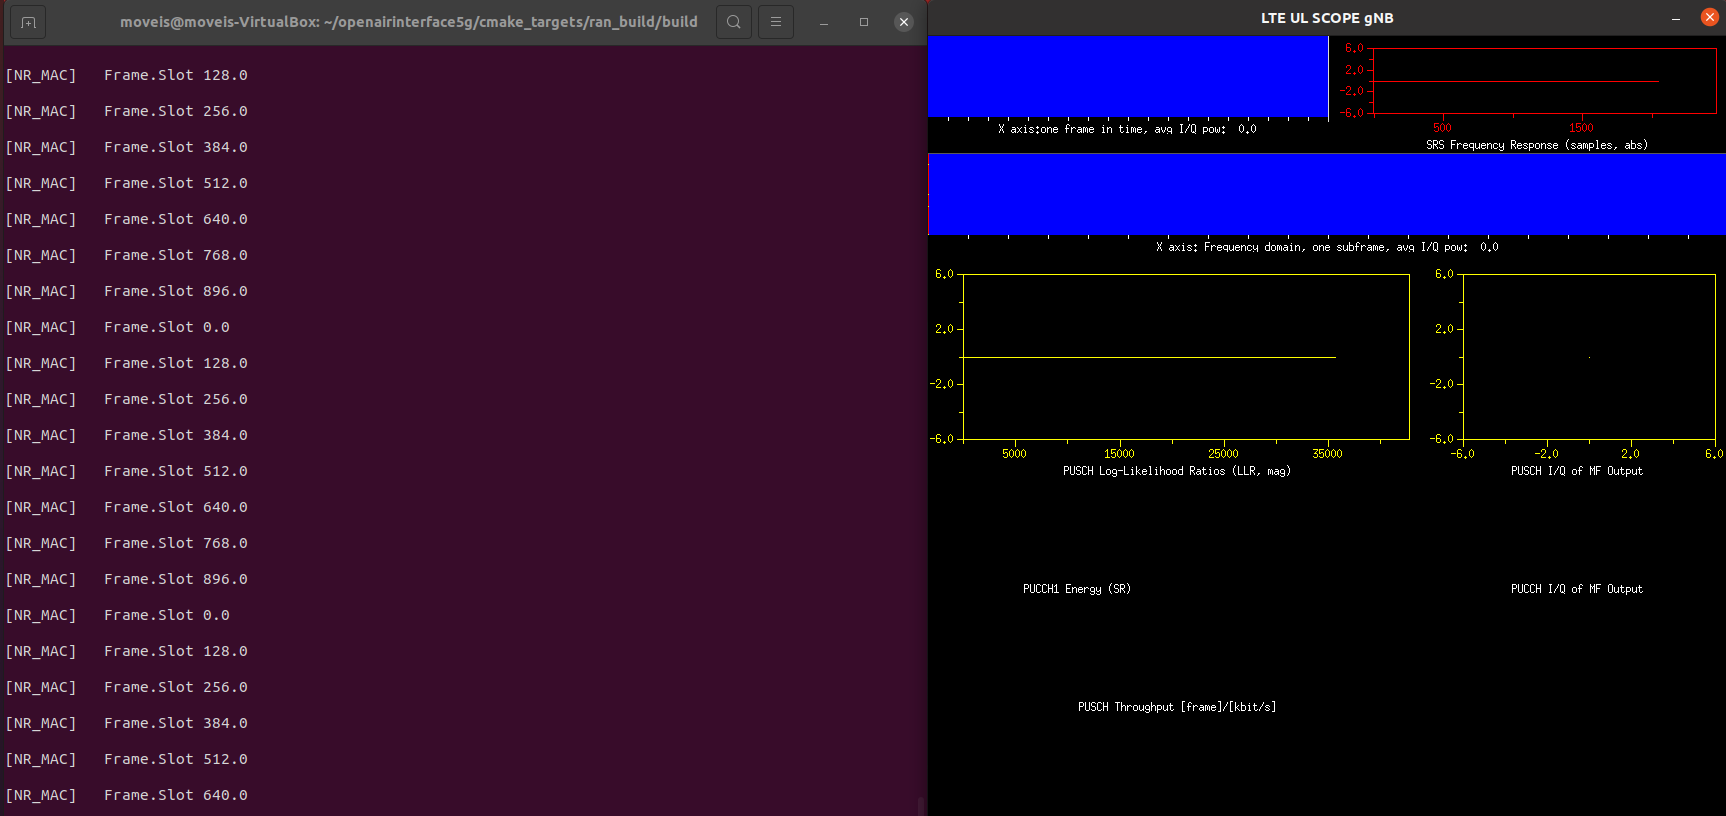 moveis@moveis-VirtualBox: ~/openairinterface5g/cmake_targets/ran_build/build
[NR_MAC] Frame.Slot 128.0
[NR_MAC] Frame.Slot 256.0
[NR_MAC] Frame.Slot 384.0
[NR_MAC] Frame.Slot 512.0
[NR_MAC] Frame.Slot 640.0
[NR_MAC] Frame.Slot 768.0
[NR_MAC] Frame.Slot 896.0
[NR_MAC] Frame.Slot 0.0
[NR_MAC] Frame.Slot 128.0
[NR_MAC] Frame.Slot 256.0
[NR_MAC] Frame.Slot 384.0
[NR_MAC] Frame.Slot 512.0
[NR_MAC] Frame.Slot 640.0
[NR_MAC] Frame.Slot 768.0
[NR_MAC] Frame.Slot 896.0
[NR_MAC] Frame.Slot 0.0
[NR_MAC] Frame.Slot 128.0
[NR_MAC] Frame.Slot 256.0
[NR_MAC] Frame.Slot 384.0
[NR_MAC] Frame.Slot 512.0
[NR_MAC] Frame.Slot 640.0
LTE UL SCOPE gNB
X axis:one frame in time, avg I/Q pow: 0.0
6.0
2.0
-2.0
-6.0
500 1500
SRS Frequency Response (samples, abs)
X axis: Frequency domain, one subframe, avg I/Q pow: 0.0
6.0
2.0
-2.0
-6.0
5000 15000 25000 35000
PUSCH Log-Likelihood Ratios (LLR, mag)
6.0
2.0
-2.0
-6.0
-6.0 -2.0 2.0 6.0
PUSCH I/Q of MF Output
PUCCH1 Energy (SR)
PUCCH I/Q of MF Output
PUSCH Throughput [frame]/[kbit/s]